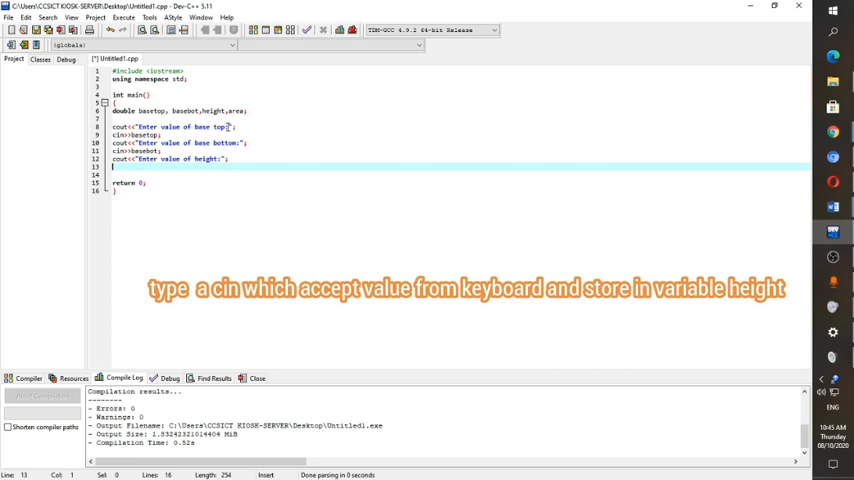 C:\Users\CCSICT KIOSK-SERVER\Desktop\Untitled1.cpp - Dev-C++ 5.11
File Edit Search View Project Execute Tools AStyle Window Help
TDM-GCC 4.9.2 64-bit Release
(globals)
Project Classes Debug
[*] Untitled1.cpp
1 #include <iostream>
2 using namespace std;
3
4 int main()
5 {
6 double basetop, basebot,height,area;
7
8 cout<<"Enter value of base top:";
9 cin>>basetop;
10 cout<<"Enter value of base bottom:";
11 cin>>basebot;
12 cout<<"Enter value of height:";
13
14
15 return 0;
16 }
type a cin which accept value from keyboard and store in variable height
Compiler Resources Compile Log Debug Find Results Close
Abort Compilation
Shorten compiler paths
Compilation results...
--------
- Errors: 0
- Warnings: 0
- Output Filename: C:\Users\CCSICT KIOSK-SERVER\Desktop\Untitled1.exe
- Output Size: 1.83242321014404 MiB
- Compilation Time: 0.52s
Line: 13 Col: 1 Sel: 0 Lines: 16 Length: 254 Insert Done parsing in 0 seconds
ENG
10:45 AM
Thursday
08/10/2020